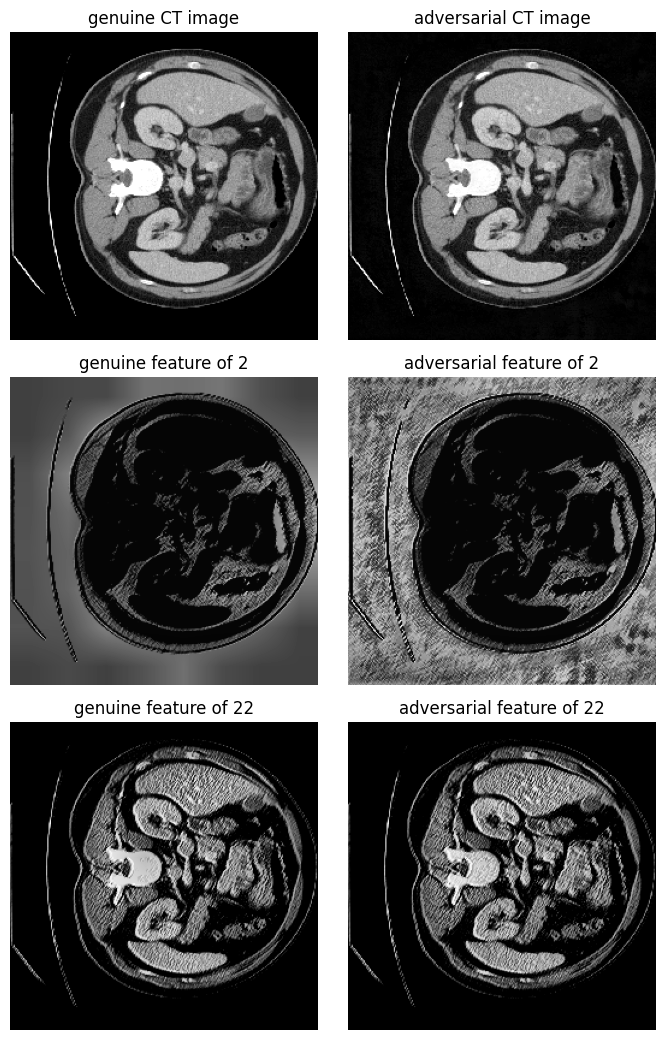 genuine CT image
adversarial CT image
genuine feature of 2
adversarial feature of 2
genuine feature of 22
adversarial feature of 22